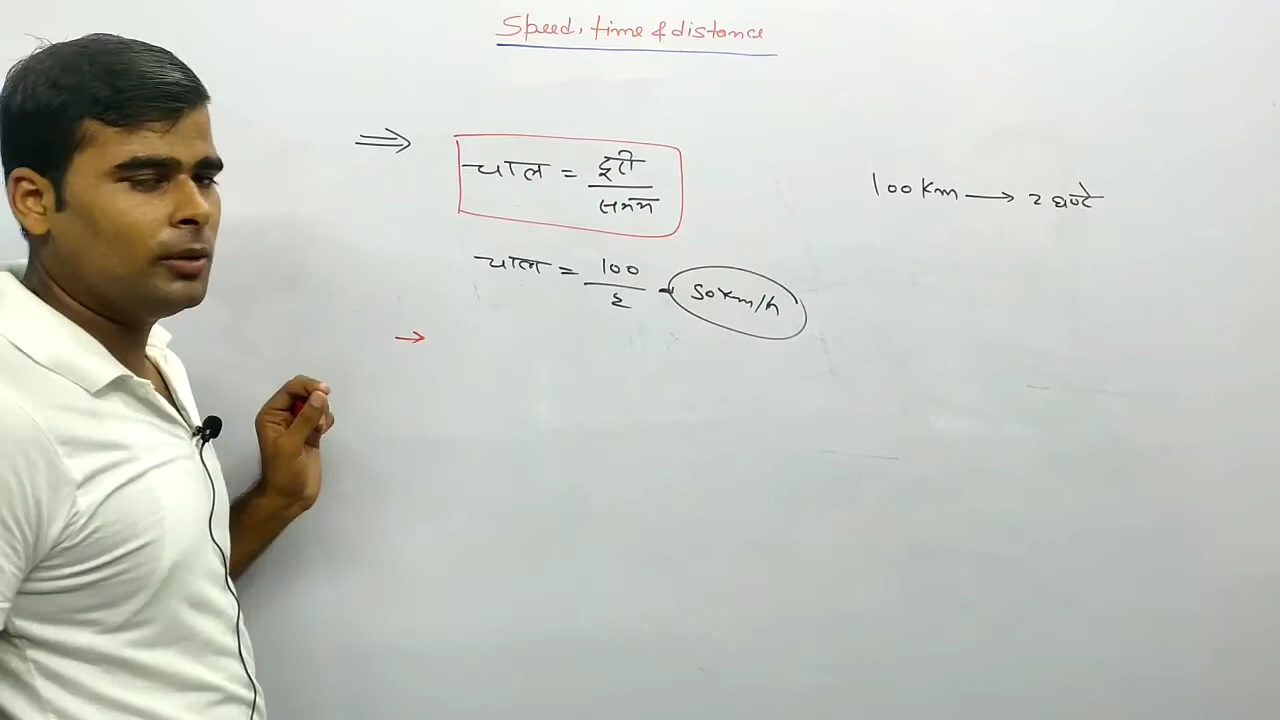 Speed, time & distance
⇒ चाल = दूरी / समय
100 Km → 2 घण्टे
चाल = 100 / 2 = 50 Km/h
→